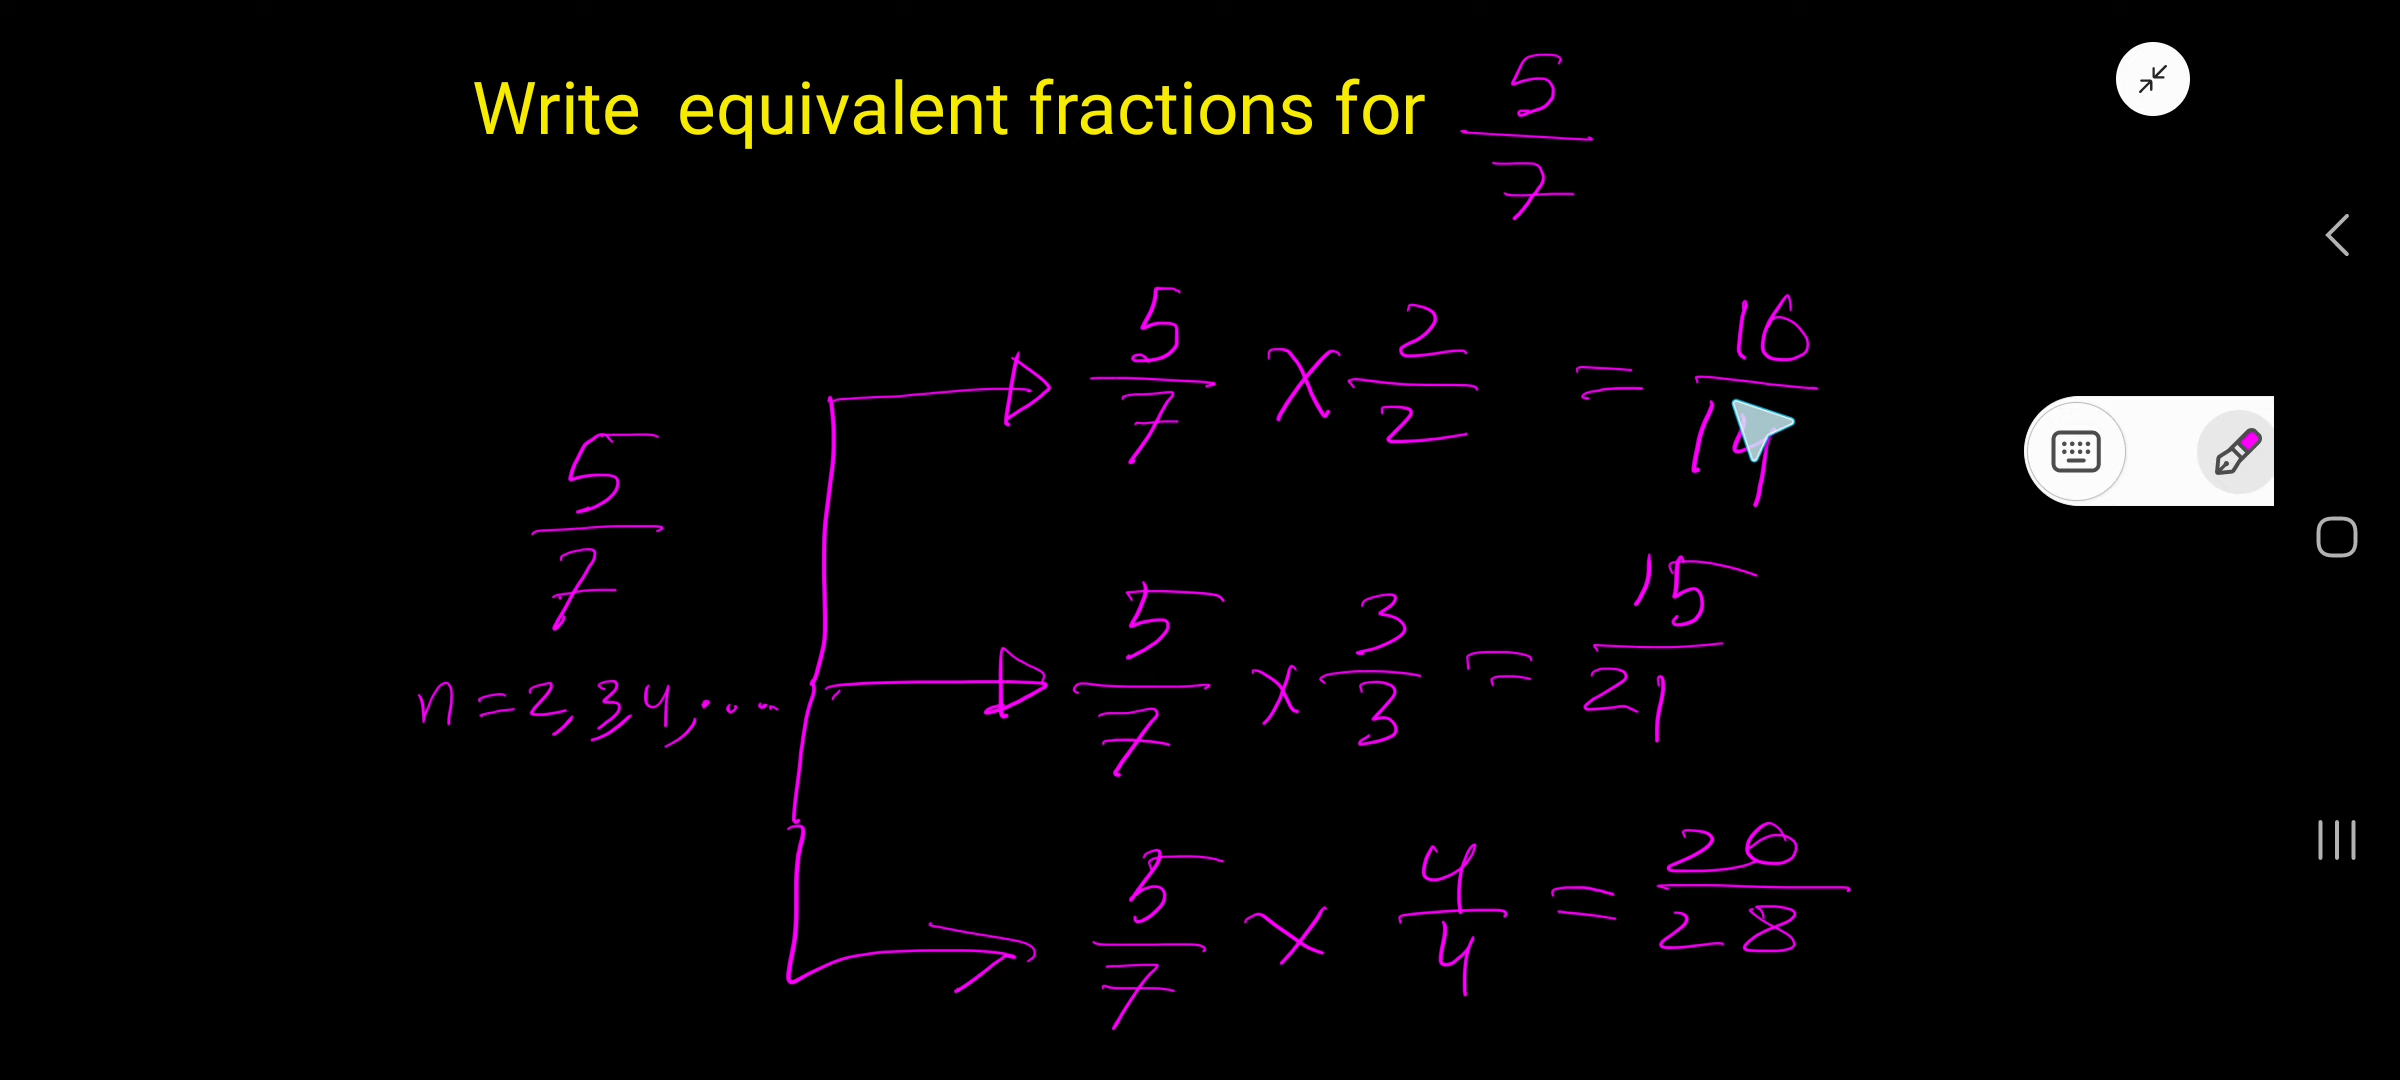 Write equivalent fractions for 5/7
5/7 × 2/2 = 10/14
5/7
n = 2, 3, 4, ....
5/7 × 3/3 = 15/21
5/7 × 4/4 = 20/28